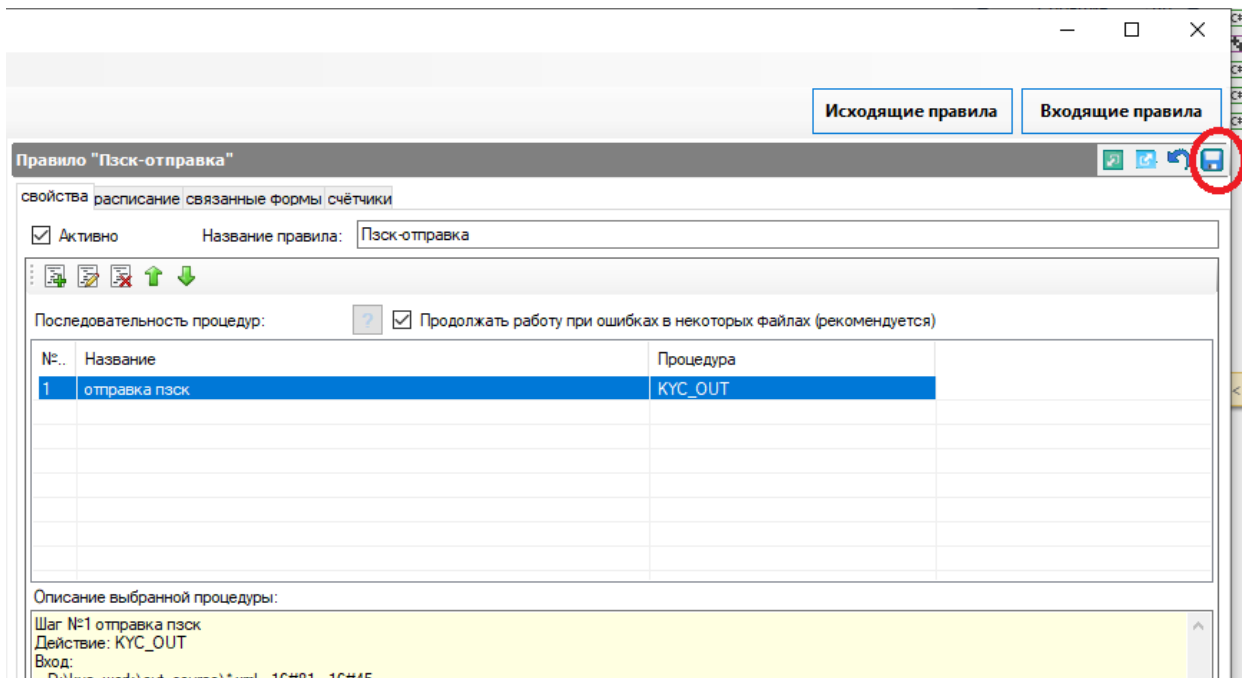 Исходящие правила Входящие правила
Правило "Пзск-отправка"
свойства расписание связанные формы счётчики
Активно Название правила: Пзск-отправка
Последовательность процедур: ? Продолжать работу при ошибках в некоторых файлах (рекомендуется)
№.. Название Процедура
1 отправка пзск KYC_OUT
Описание выбранной процедуры:
Шаг №1 отправка пзск
Действие: KYC_OUT
Вход: